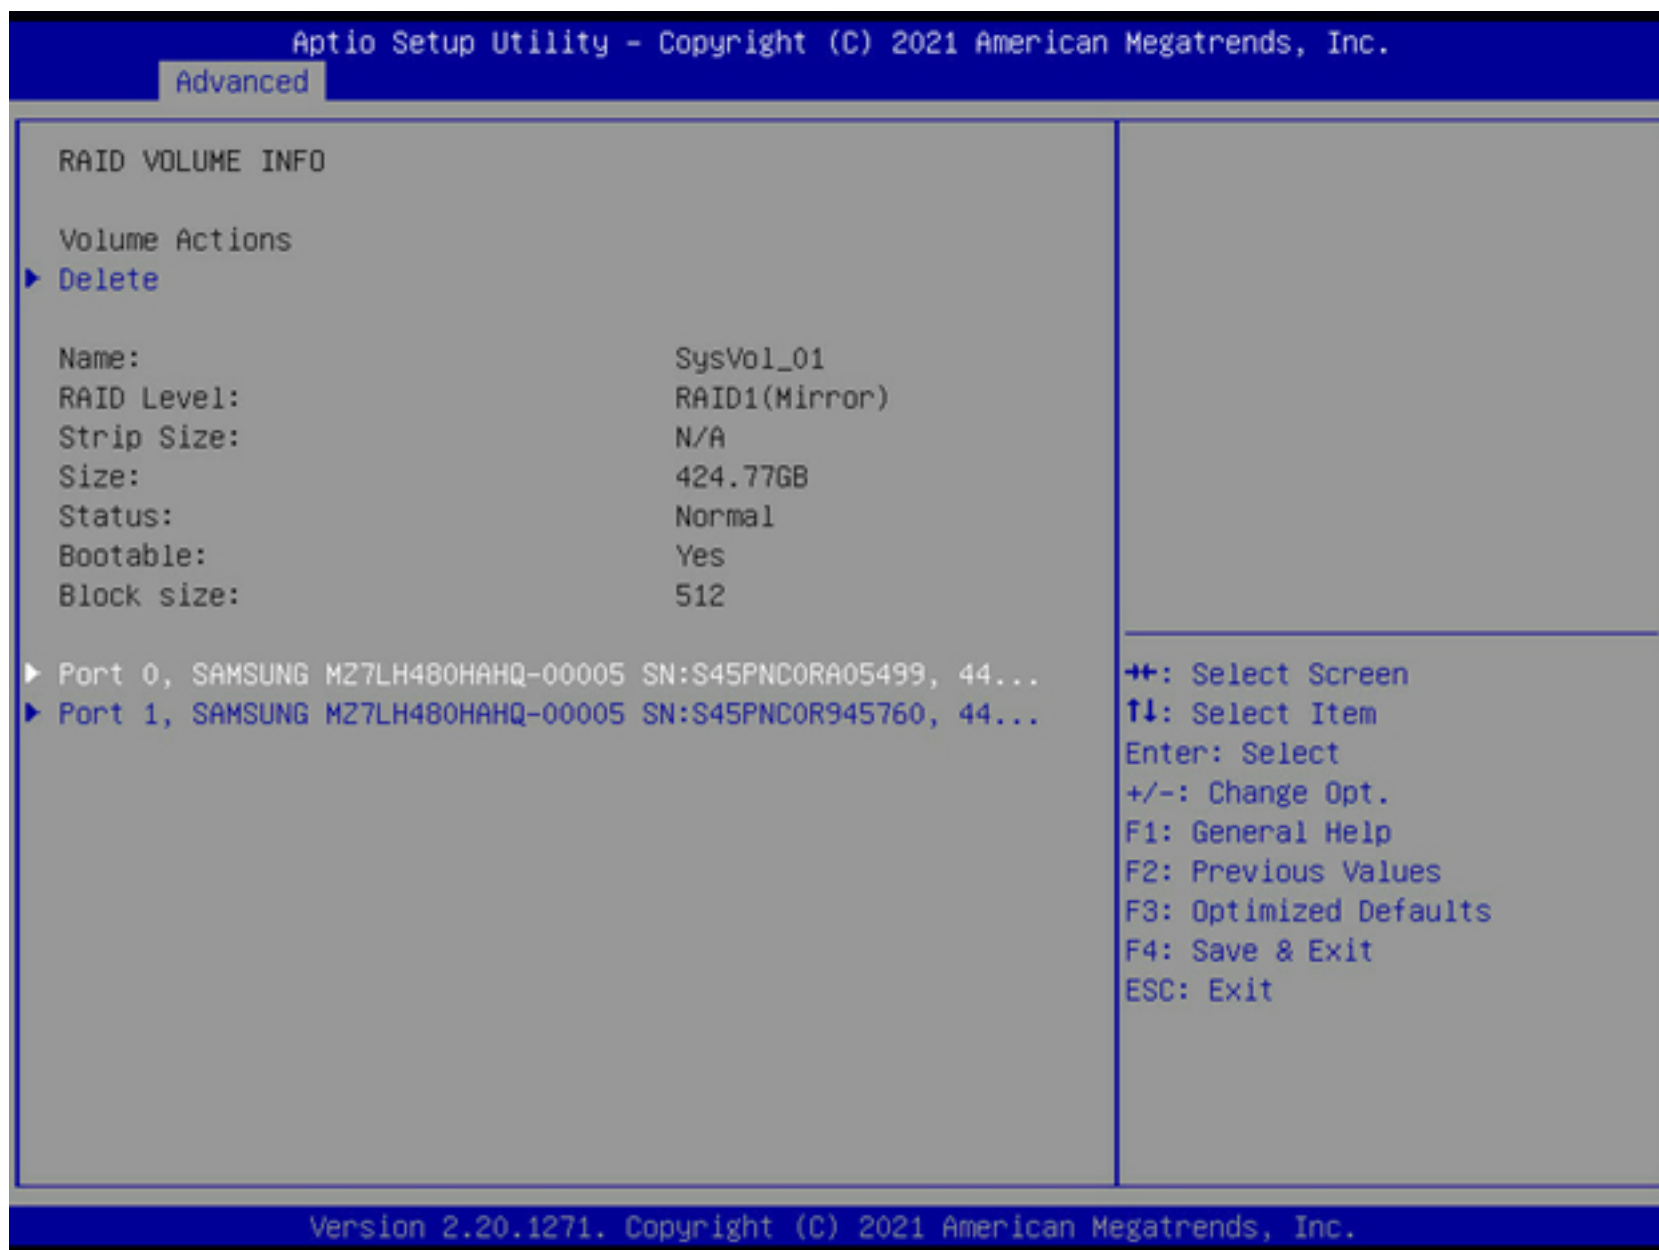 Aptio Setup Utility – Copyright (C) 2021 American Megatrends, Inc.
Advanced
RAID VOLUME INFO
Volume Actions
▶ Delete
Name: SysVol_01
RAID Level: RAID1(Mirror)
Strip Size: N/A
Size: 424.77GB
Status: Normal
Bootable: Yes
Block size: 512
▶ Port 0, SAMSUNG MZ7LH480HAHQ-00005 SN:S45PNC0RA05499, 44...
▶ Port 1, SAMSUNG MZ7LH480HAHQ-00005 SN:S45PNC0R945760, 44...
→←: Select Screen
↑↓: Select Item
Enter: Select
+/-: Change Opt.
F1: General Help
F2: Previous Values
F3: Optimized Defaults
F4: Save & Exit
ESC: Exit
Version 2.20.1271. Copyright (C) 2021 American Megatrends, Inc.